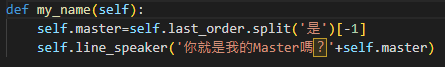 def my_name(self):
    self.master=self.last_order.split('是')[-1]
    self.line_speaker('你就是我的Master嗎？'+self.master)